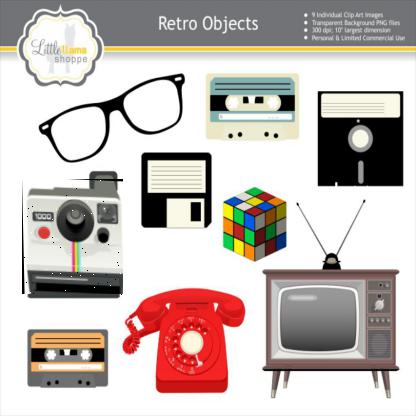 Little llama
shoppe
Retro Objects
● 9 Individual Clip Art Images
● Transparent Background PNG files
● 300 dpi; 10" largest dimension
● Personal & Limited Commercial Use
1000